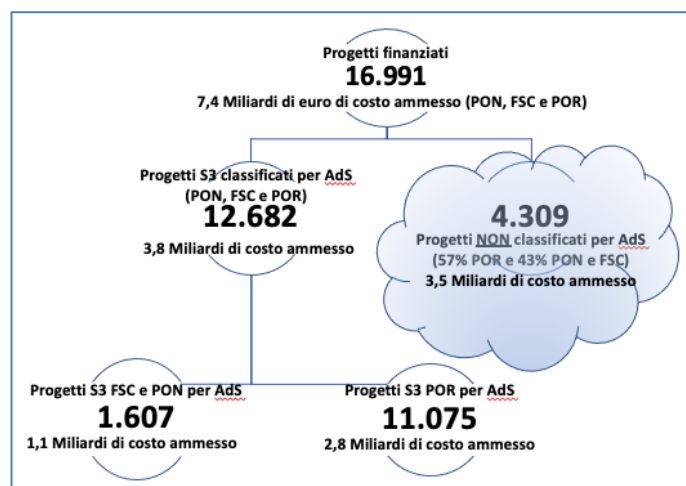 Progetti finanziati
16.991
7,4 Miliardi di euro di costo ammesso (PON, FSC e POR)
Progetti S3 classificati per AdS
(PON, FSC e POR)
12.682
3,8 Miliardi di costo ammesso
4.309
Progetti NON classificati per AdS
(57% POR e 43% PON e FSC)
3,5 Miliardi di costo ammesso
Progetti S3 FSC e PON per AdS
1.607
1,1 Miliardi di costo ammesso
Progetti S3 POR per AdS
11.075
2,8 Miliardi di costo ammesso